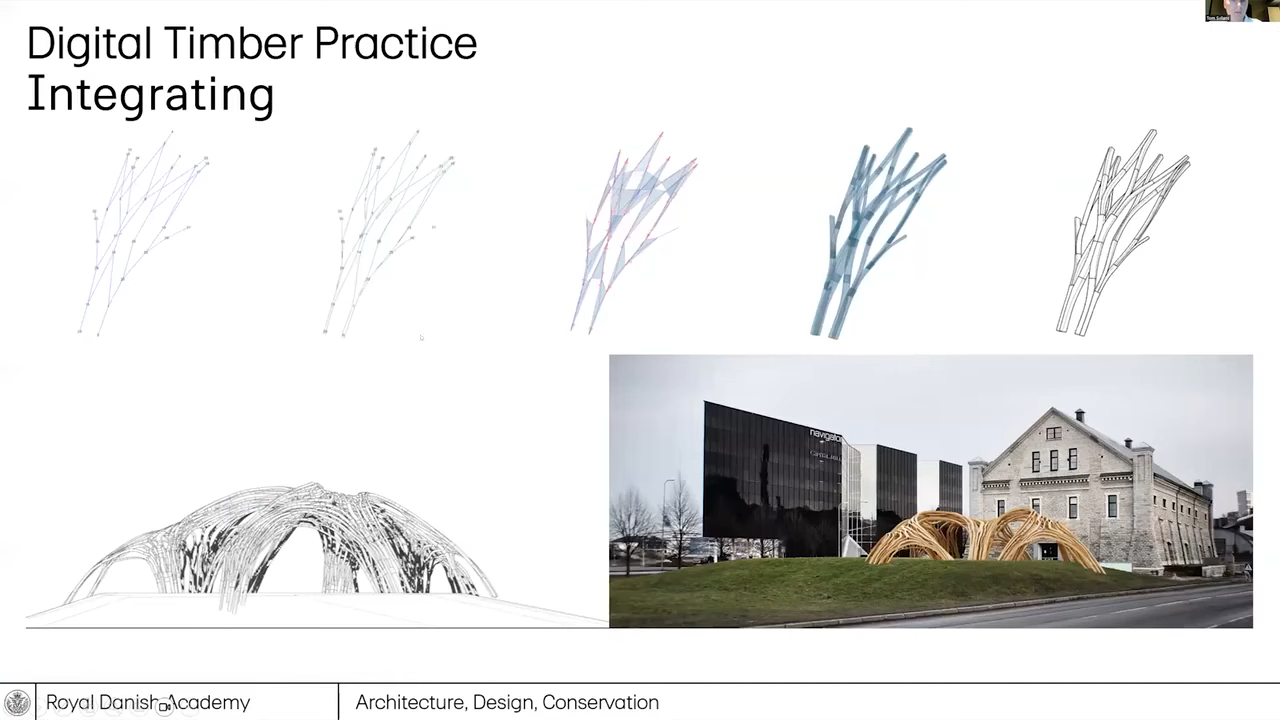 Digital Timber Practice
Integrating
navigator
Royal Danish Academy
Architecture, Design, Conservation